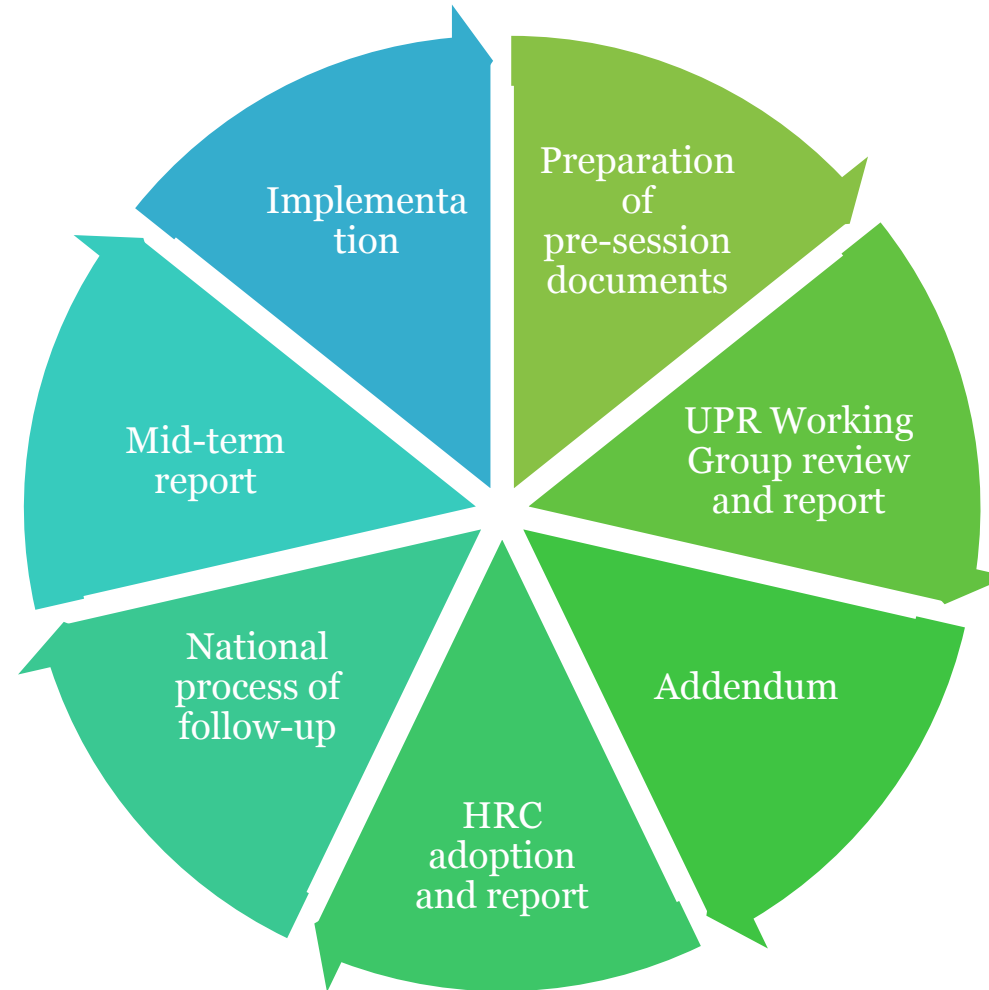 Preparation
of
pre-session
documents
UPR Working
Group review
and report
Addendum
HRC
adoption
and report
National
process of
follow-up
Mid-term
report
Implementa
tion